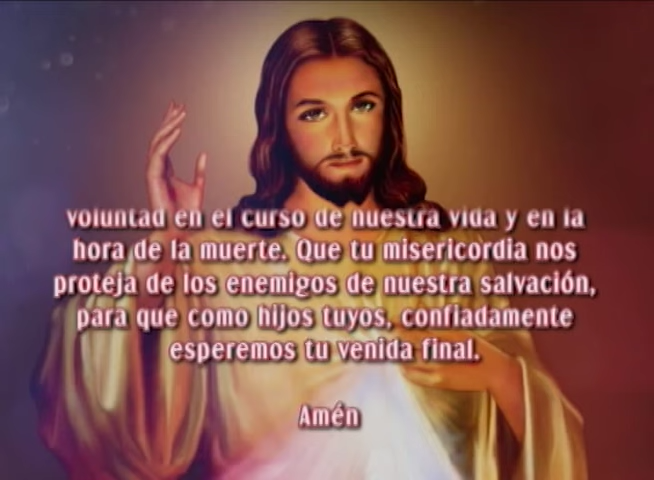 voluntad en el curso de nuestra vida y en la
hora de la muerte. Que tu misericordia nos
proteja de los enemigos de nuestra salvación,
para que como hijos tuyos, confiadamente
esperemos tu venida final.
Amén